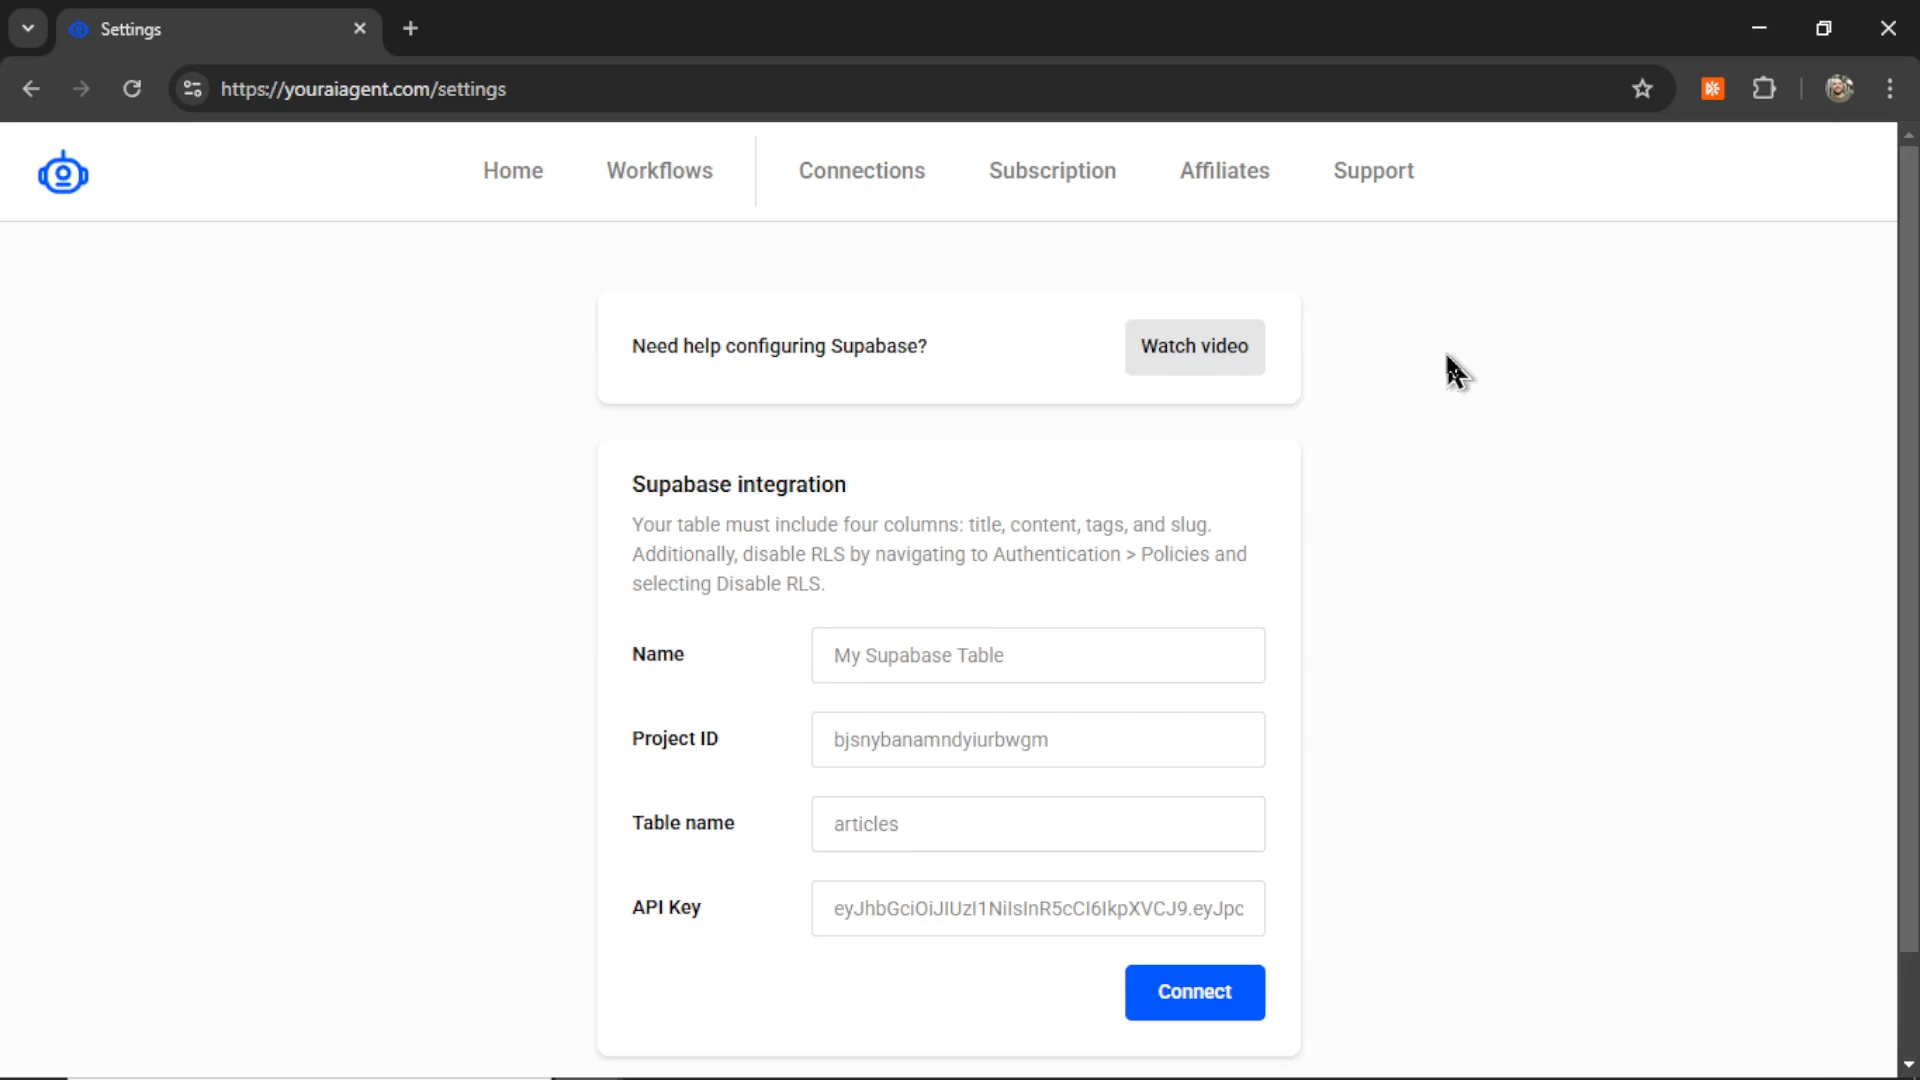 Settings
https://youraiagent.com/settings
Home
Workflows
Connections
Subscription
Affiliates
Support
Need help configuring Supabase?
Watch video
Supabase integration
Your table must include four columns: title, content, tags, and slug.
Additionally, disable RLS by navigating to Authentication > Policies and
selecting Disable RLS.
Name
My Supabase Table
Project ID
bjsnybanamndyiurbwgm
Table name
articles
API Key
eyJhbGciOiJIUzI1NiIsInR5cCI6IkpXVCJ9.eyJpc
Connect